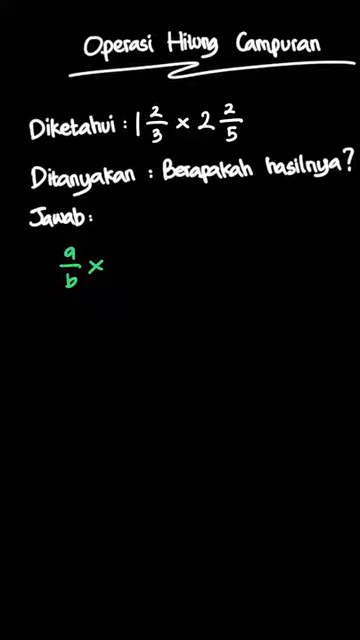 Operasi Hitung Campuran
Diketahui : 1 2/3 × 2 2/5
Ditanyakan : Berapakah hasilnya?
Jawab:
a/b ×